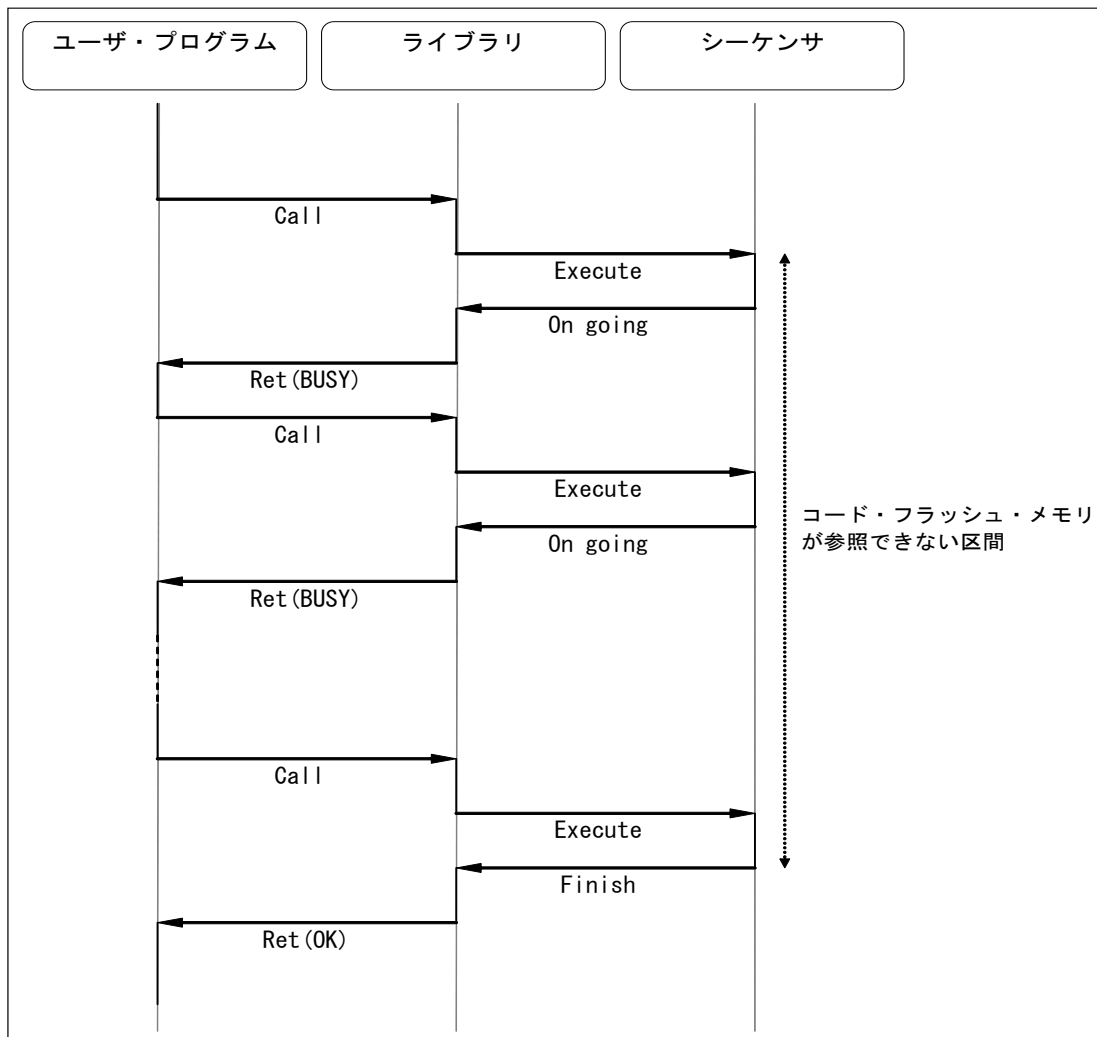 ユーザ・プログラム
ライブラリ
シーケンサ
Call
Execute
On going
Ret(BUSY)
Call
Execute
On going
Ret(BUSY)
コード・フラッシュ・メモリ
が参照できない区間
Call
Execute
Finish
Ret(OK)